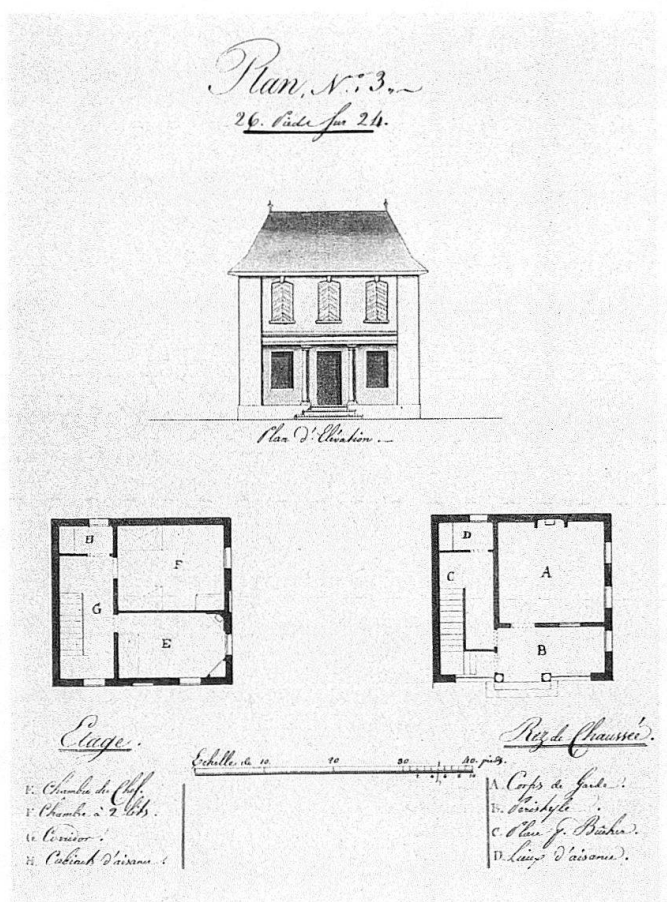 Plan, N.º 3.
26. Pieds sur 24.
Plan d'Elévation.
H
F
G
E
D
C
A
B
Etage.
E. Chambre du Chef.
F. Chambre à 2 lits.
G. Corridor.
H. Cabinet d'aisance.
Echelle de 10. 20 30 40. pieds.
Rez de Chaussée.
A. Corps de Garde.
B. Péristyle.
C. Place p. Bûcher.
D. Lieux d'aisance.